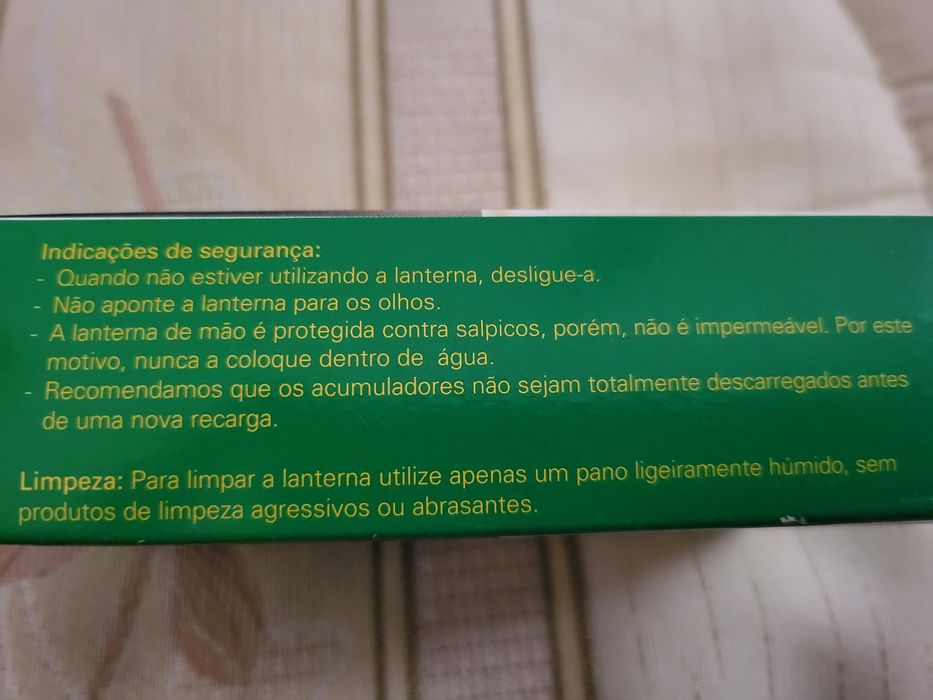 Indicações de segurança:
- Quando não estiver utilizando a lanterna, desligue-a.
- Não aponte a lanterna para os olhos.
- A lanterna de mão é protegida contra salpicos, porém, não é impermeável. Por este
motivo, nunca a coloque dentro de água.
- Recomendamos que os acumuladores não sejam totalmente descarregados antes
de uma nova recarga.
Limpeza: Para limpar a lanterna utilize apenas um pano ligeiramente húmido, sem
produtos de limpeza agressivos ou abrasantes.